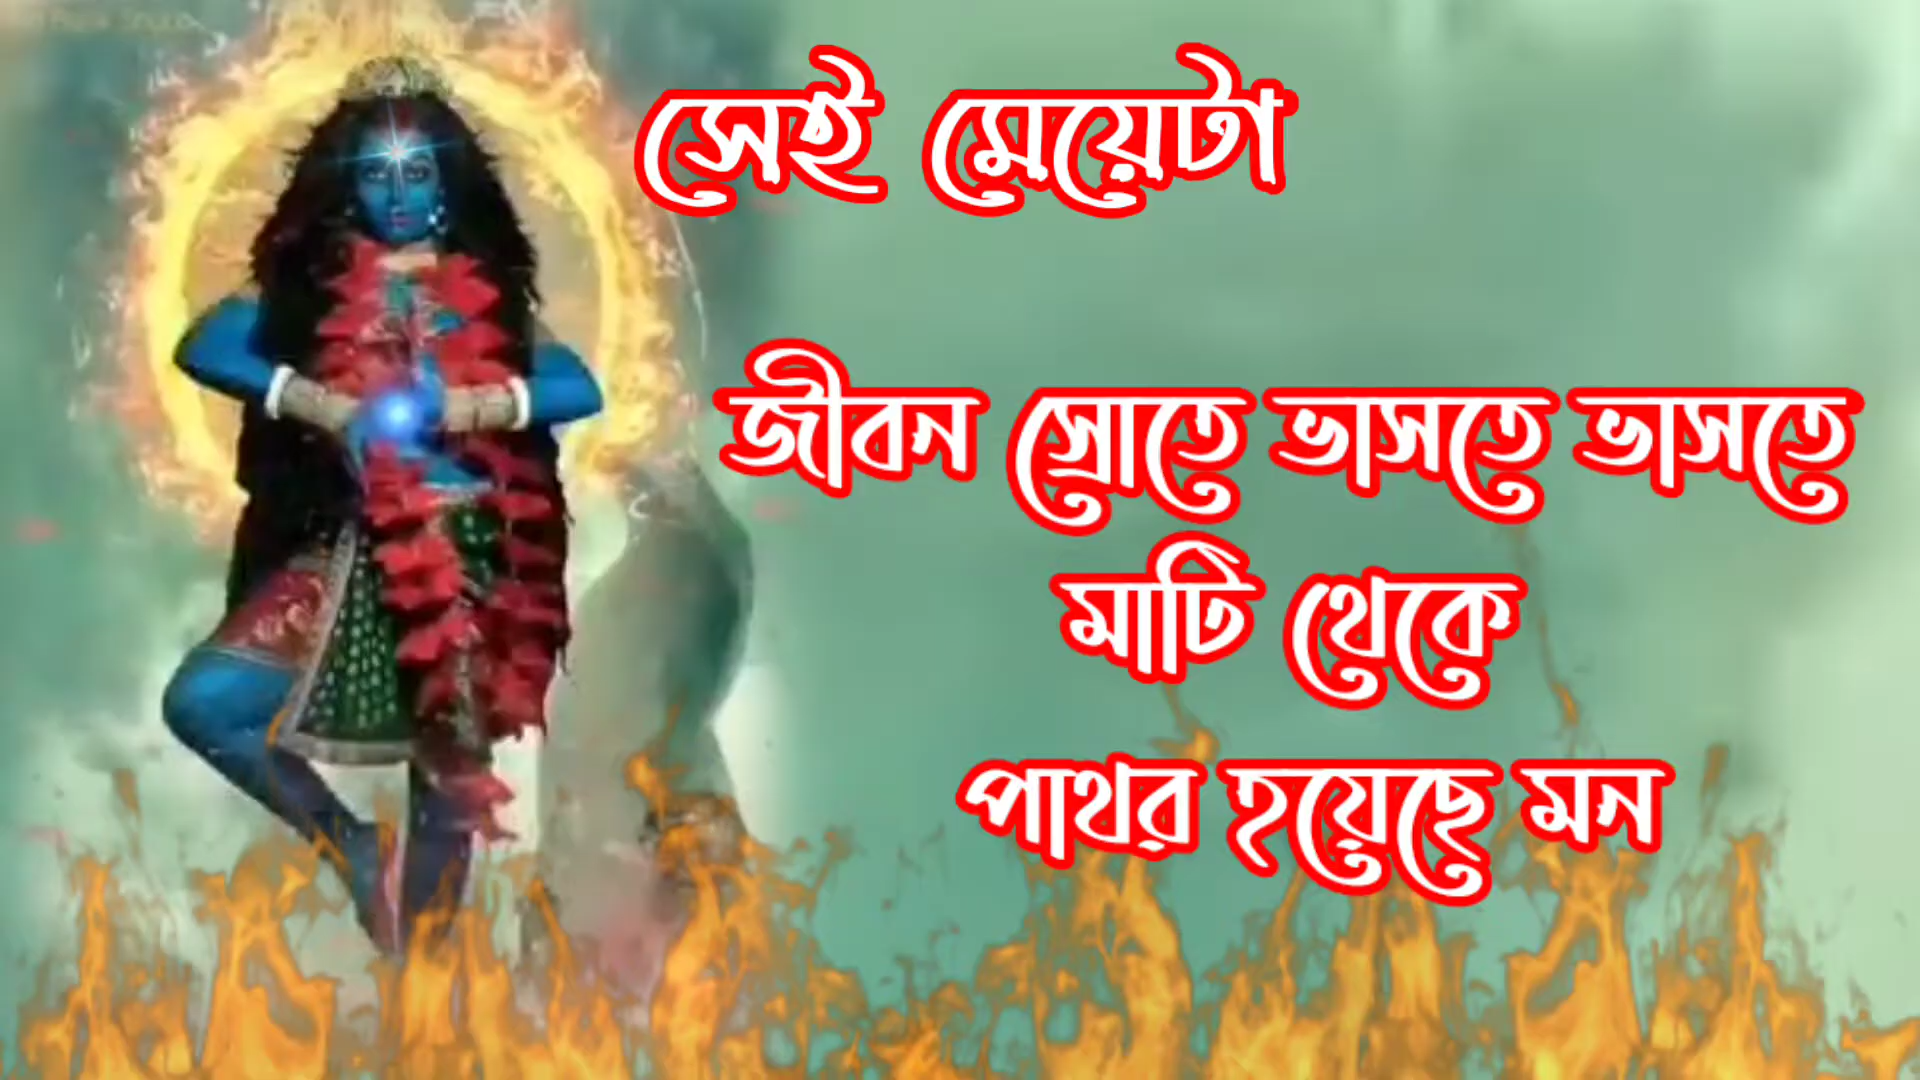 সেই মেয়েটা
জীবন স্রোতে ভাসতে ভাসতে
মাটি থেকে
পাথর হয়েছে মন